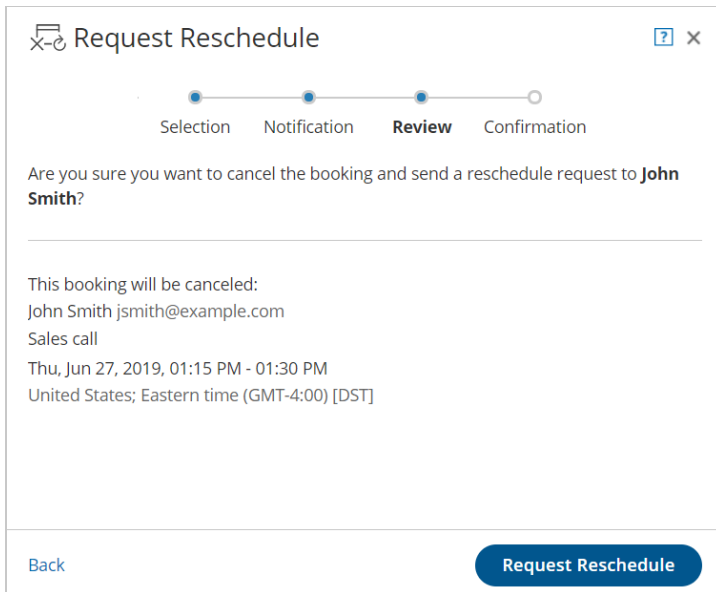 Request Reschedule
?
Selection Notification Review Confirmation
Are you sure you want to cancel the booking and send a reschedule request to John
Smith?
This booking will be canceled:
John Smith jsmith@example.com
Sales call
Thu, Jun 27, 2019, 01:15 PM - 01:30 PM
United States; Eastern time (GMT-4:00) [DST]
Back Request Reschedule